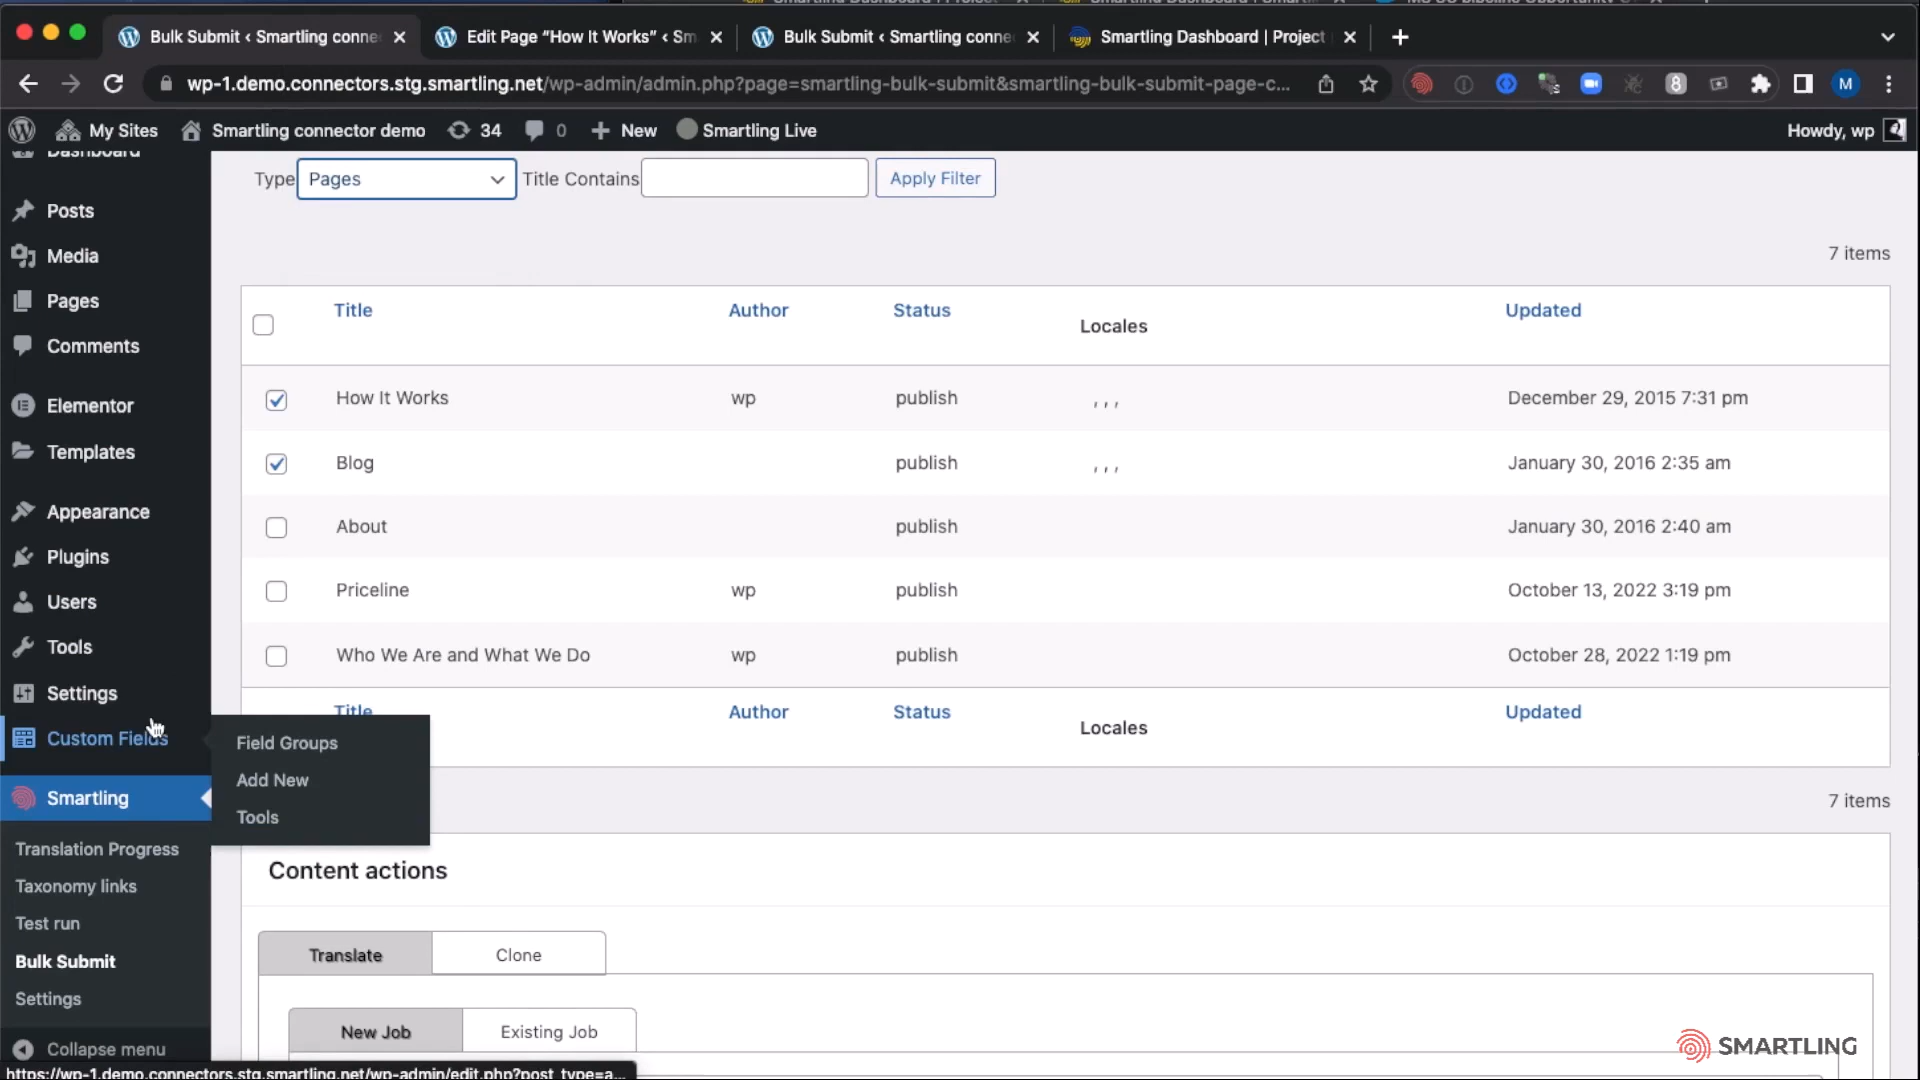 Bulk Submit ‹ Smartling conne
Edit Page “How It Works” ‹ Sm
Bulk Submit ‹ Smartling conne
Smartling Dashboard | Project
wp-1.demo.connectors.stg.smartling.net/wp-admin/admin.php?page=smartling-bulk-submit&smartling-bulk-submit-page-c...
8
M
My Sites
Smartling connector demo
34
0
New
Smartling Live
Howdy, wp
Dashboard
Posts
Media
Pages
Comments
Elementor
Templates
Appearance
Plugins
Users
Tools
Settings
Custom Fields
Field Groups
Add New
Tools
Smartling
Translation Progress
Taxonomy links
Test run
Bulk Submit
Settings
Collapse menu
https://wp-1.demo.connectors.stg.smartling.net/wp-admin/edit.php?post_type=a...
Type Pages Title Contains Apply Filter
7 items
Title Author Status Locales Updated
How It Works wp publish , , , December 29, 2015 7:31 pm
Blog publish , , , January 30, 2016 2:35 am
About publish January 30, 2016 2:40 am
Priceline wp publish October 13, 2022 3:19 pm
Who We Are and What We Do wp publish October 28, 2022 1:19 pm
Title Author Status Locales Updated
7 items
Content actions
Translate Clone
New Job Existing Job
SMARTLING